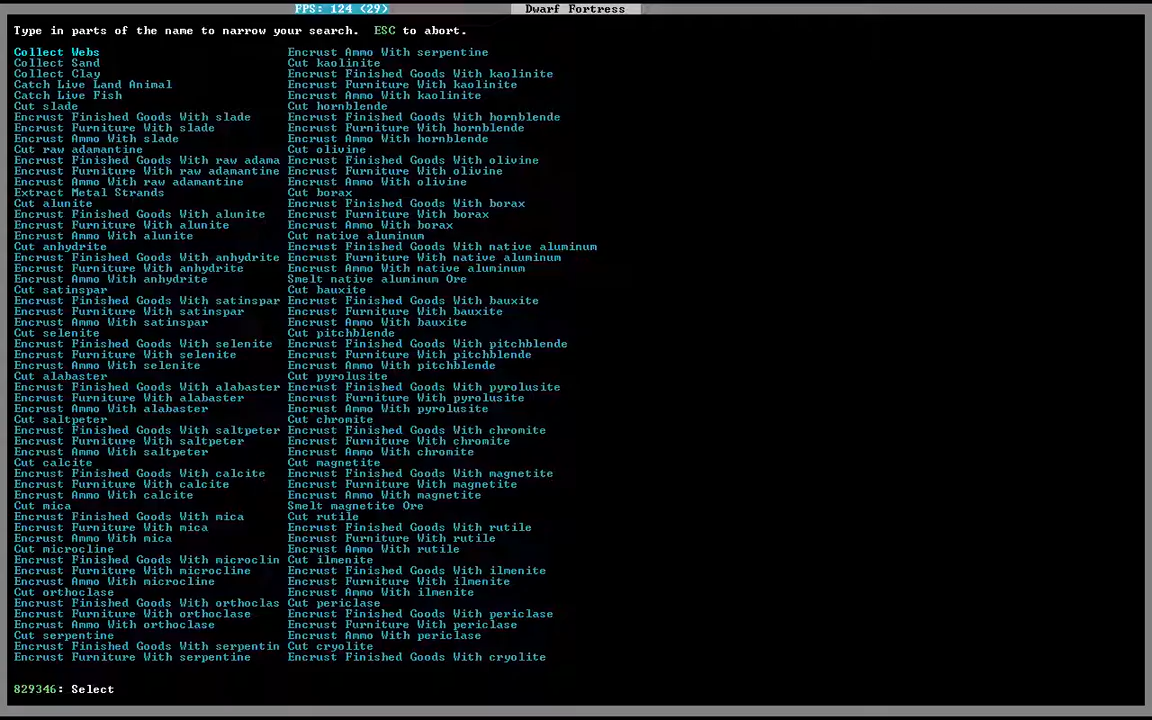 FPS: 124 (29)
Dwarf Fortress
Type in parts of the name to narrow your search.  ESC to abort.
Collect Webs
Collect Sand
Collect Clay
Catch Live Land Animal
Catch Live Fish
Cut slade
Encrust Finished Goods With slade
Encrust Furniture With slade
Encrust Ammo With slade
Cut raw adamantine
Encrust Finished Goods With raw adama
Encrust Furniture With raw adamantine
Encrust Ammo With raw adamantine
Extract Metal Strands
Cut alunite
Encrust Finished Goods With alunite
Encrust Furniture With alunite
Encrust Ammo With alunite
Cut anhydrite
Encrust Finished Goods With anhydrite
Encrust Furniture With anhydrite
Encrust Ammo With anhydrite
Cut satinspar
Encrust Finished Goods With satinspar
Encrust Furniture With satinspar
Encrust Ammo With satinspar
Cut selenite
Encrust Finished Goods With selenite
Encrust Furniture With selenite
Encrust Ammo With selenite
Cut alabaster
Encrust Finished Goods With alabaster
Encrust Furniture With alabaster
Encrust Ammo With alabaster
Cut saltpeter
Encrust Finished Goods With saltpeter
Encrust Furniture With saltpeter
Encrust Ammo With saltpeter
Cut calcite
Encrust Finished Goods With calcite
Encrust Furniture With calcite
Encrust Ammo With calcite
Cut mica
Encrust Finished Goods With mica
Encrust Furniture With mica
Encrust Ammo With mica
Cut microcline
Encrust Finished Goods With microclin
Encrust Furniture With microcline
Encrust Ammo With microcline
Cut orthoclase
Encrust Finished Goods With orthoclas
Encrust Furniture With orthoclase
Encrust Ammo With orthoclase
Cut serpentine
Encrust Finished Goods With serpentin
Encrust Furniture With serpentine
Encrust Ammo With serpentine
Cut kaolinite
Encrust Finished Goods With kaolinite
Encrust Furniture With kaolinite
Encrust Ammo With kaolinite
Cut hornblende
Encrust Finished Goods With hornblende
Encrust Furniture With hornblende
Encrust Ammo With hornblende
Cut olivine
Encrust Finished Goods With olivine
Encrust Furniture With olivine
Encrust Ammo With olivine
Cut borax
Encrust Finished Goods With borax
Encrust Furniture With borax
Encrust Ammo With borax
Cut native aluminum
Encrust Finished Goods With native aluminum
Encrust Furniture With native aluminum
Encrust Ammo With native aluminum
Smelt native aluminum Ore
Cut bauxite
Encrust Finished Goods With bauxite
Encrust Furniture With bauxite
Encrust Ammo With bauxite
Cut pitchblende
Encrust Finished Goods With pitchblende
Encrust Furniture With pitchblende
Encrust Ammo With pitchblende
Cut pyrolusite
Encrust Finished Goods With pyrolusite
Encrust Furniture With pyrolusite
Encrust Ammo With pyrolusite
Cut chromite
Encrust Finished Goods With chromite
Encrust Furniture With chromite
Encrust Ammo With chromite
Cut magnetite
Encrust Finished Goods With magnetite
Encrust Furniture With magnetite
Encrust Ammo With magnetite
Smelt magnetite Ore
Cut rutile
Encrust Finished Goods With rutile
Encrust Furniture With rutile
Encrust Ammo With rutile
Cut ilmenite
Encrust Finished Goods With ilmenite
Encrust Furniture With ilmenite
Encrust Ammo With ilmenite
Cut periclase
Encrust Finished Goods With periclase
Encrust Furniture With periclase
Encrust Ammo With periclase
Cut cryolite
Encrust Finished Goods With cryolite
829346: Select